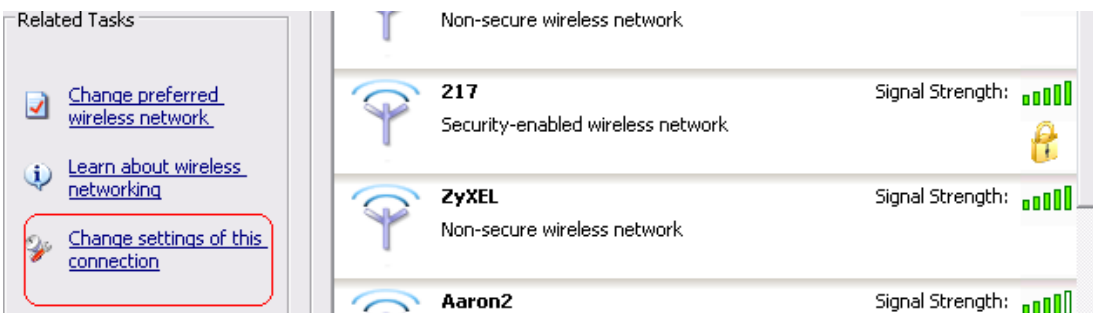 Related Tasks
Change preferred
wireless network
Learn about wireless
networking
Change settings of this
connection
Non-secure wireless network
217
Signal Strength:
Security-enabled wireless network
ZyXEL
Signal Strength:
Non-secure wireless network
Aaron2
Signal Strength: